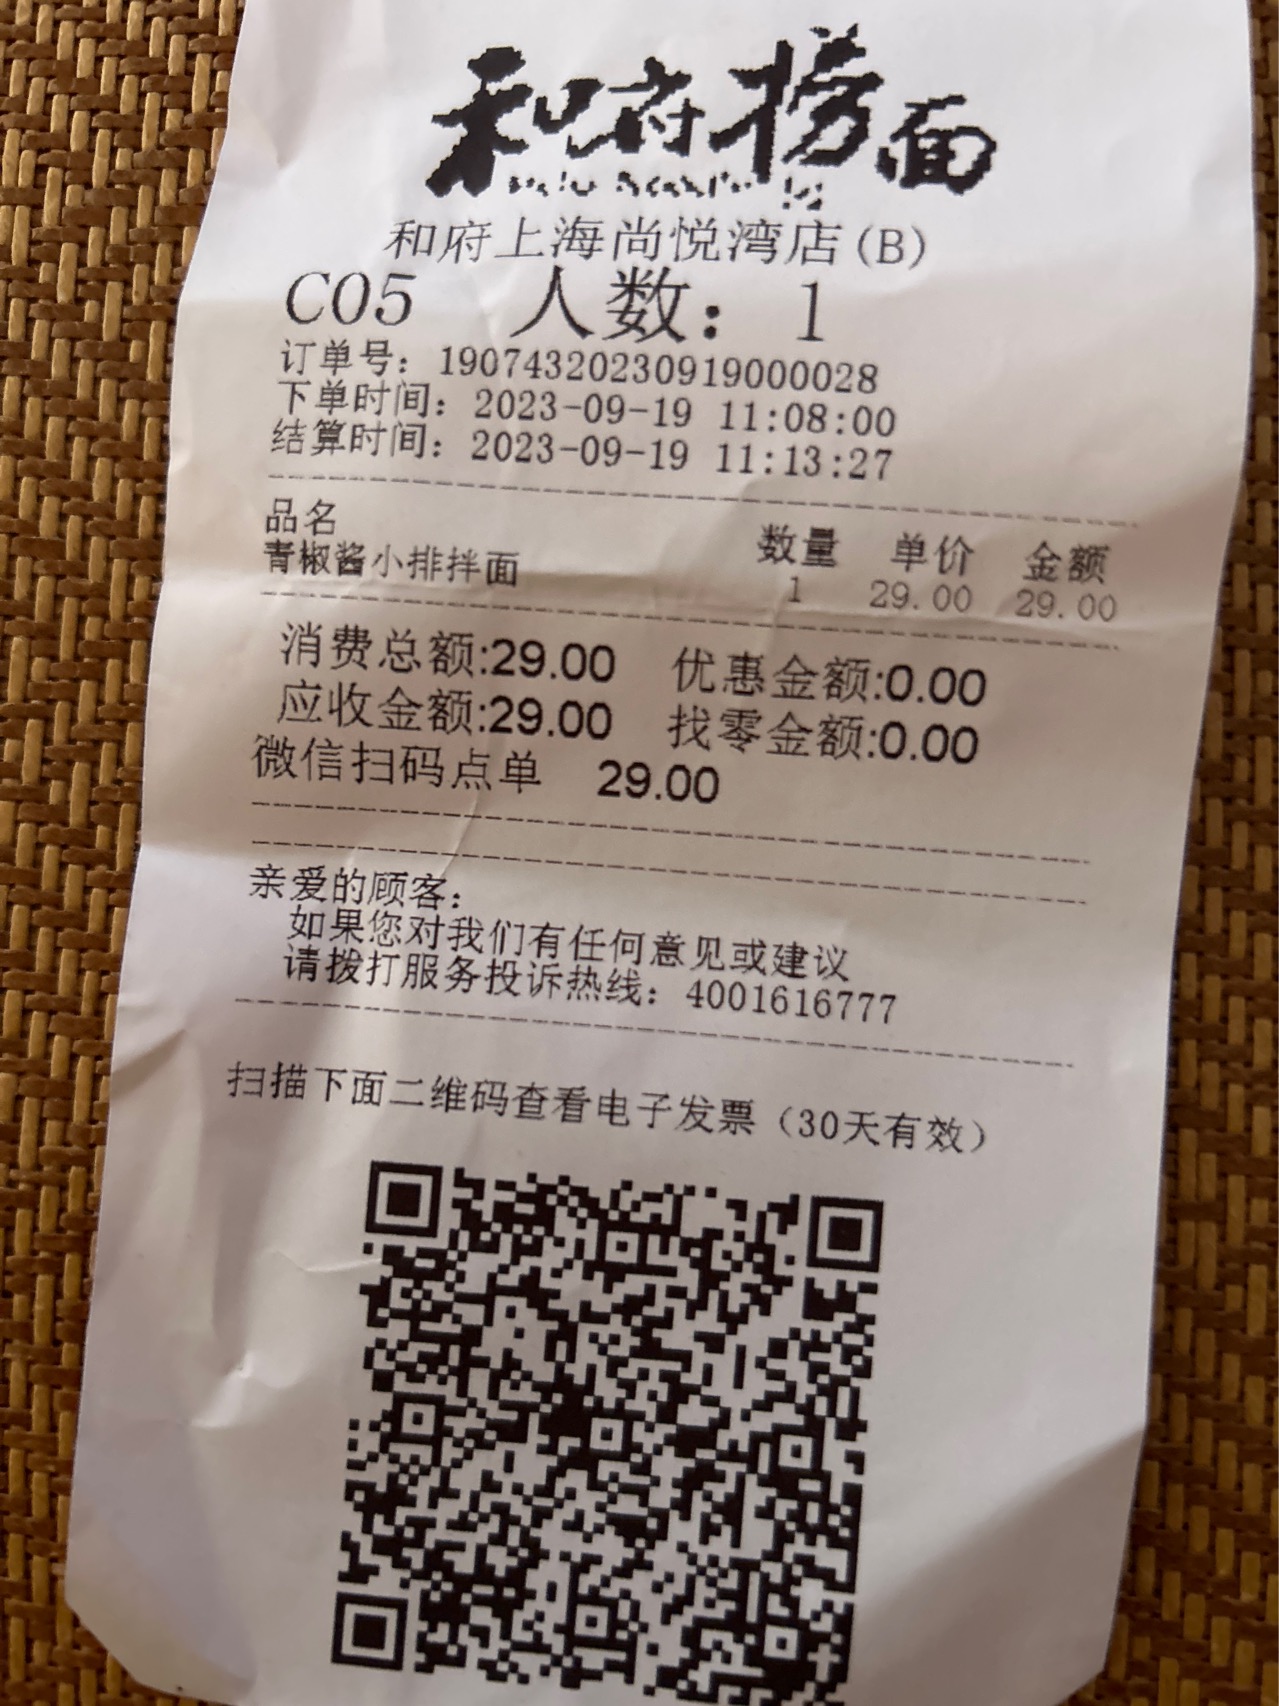 和府捞面
和府上海尚悦湾店(B)
C05 人数：1
订单号：19074320230919000028
下单时间：2023-09-19 11:08:00
结算时间：2023-09-19 11:13:27
品名 数量 单价 金额
青椒酱小排拌面 1 29.00 29.00
消费总额:29.00 优惠金额:0.00
应收金额:29.00 找零金额:0.00
微信扫码点单 29.00
亲爱的顾客：
如果您对我们有任何意见或建议
请拨打服务投诉热线：4001616777
扫描下面二维码查看电子发票（30天有效）